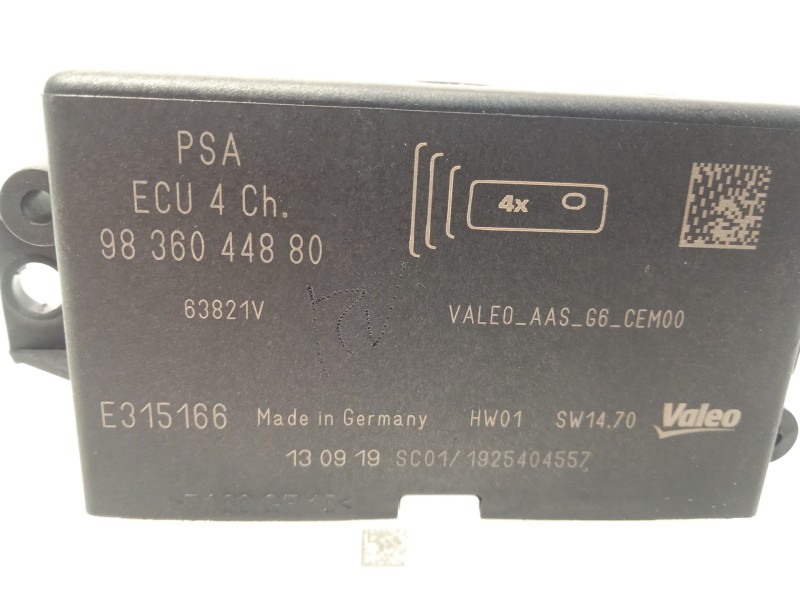 PSA
ECU 4 Ch.
98 360 448 80
4x
63821V
VALEO_AAS_G6_CEM00
E315166 Made in Germany HW01 SW14.70 Valeo
13 09 19 SC01/1925404557